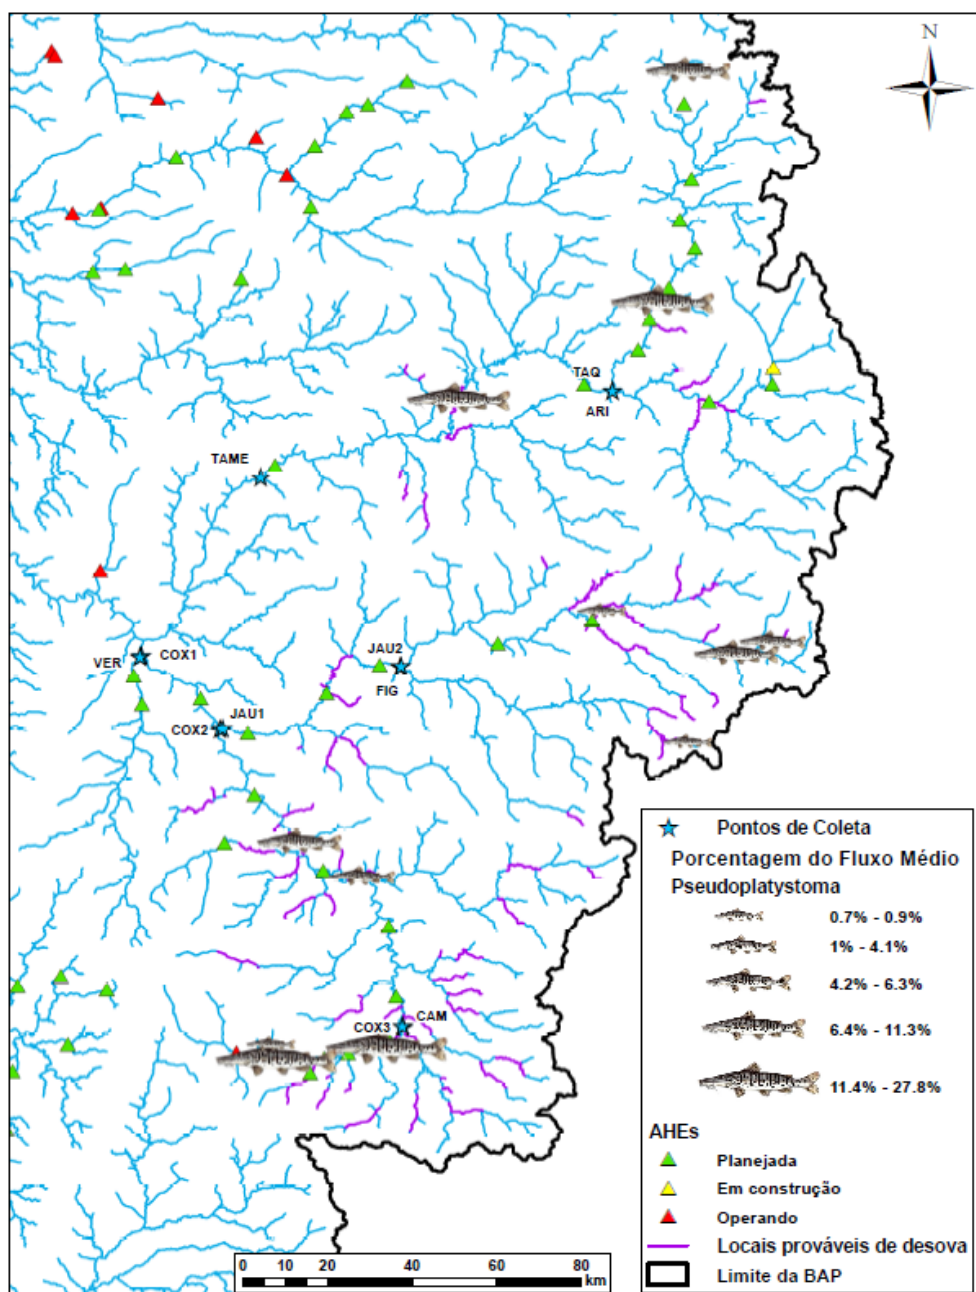 N
TAQ
ARI
TAME
JAU2
VER
COX1
FIG
JAU1
COX2
CAM
COX3
Pontos de Coleta
Porcentagem do Fluxo Médio
Pseudoplatystoma
0.7% - 0.9%
1% - 4.1%
4.2% - 6.3%
6.4% - 11.3%
11.4% - 27.8%
AHEs
Planejada
Em construção
Operando
Locais prováveis de desova
Limite da BAP
0 10 20 40 60 80
km